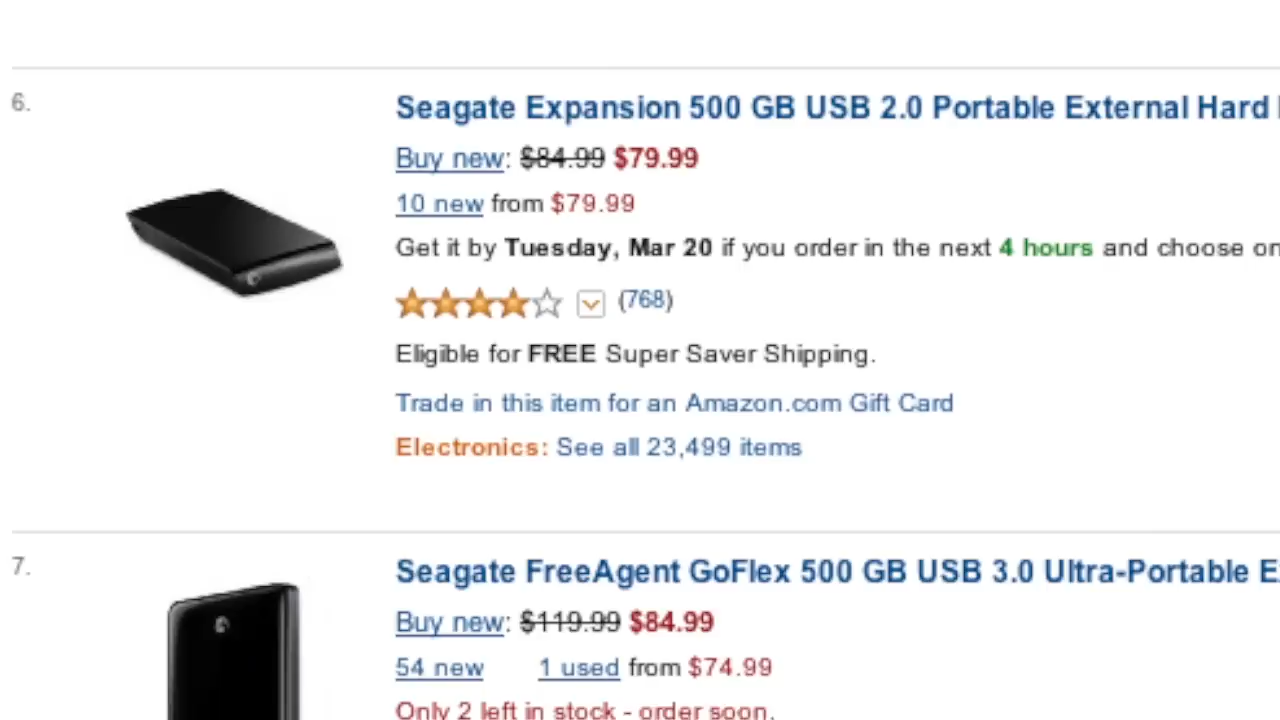 6.
Seagate Expansion 500 GB USB 2.0 Portable External Hard
Buy new: $84.99 $79.99
10 new from $79.99
Get it by Tuesday, Mar 20 if you order in the next 4 hours and choose on
(768)
Eligible for FREE Super Saver Shipping.
Trade in this item for an Amazon.com Gift Card
Electronics: See all 23,499 items
7.
Seagate FreeAgent GoFlex 500 GB USB 3.0 Ultra-Portable E
Buy new: $119.99 $84.99
54 new 1 used from $74.99
Only 2 left in stock - order soon.